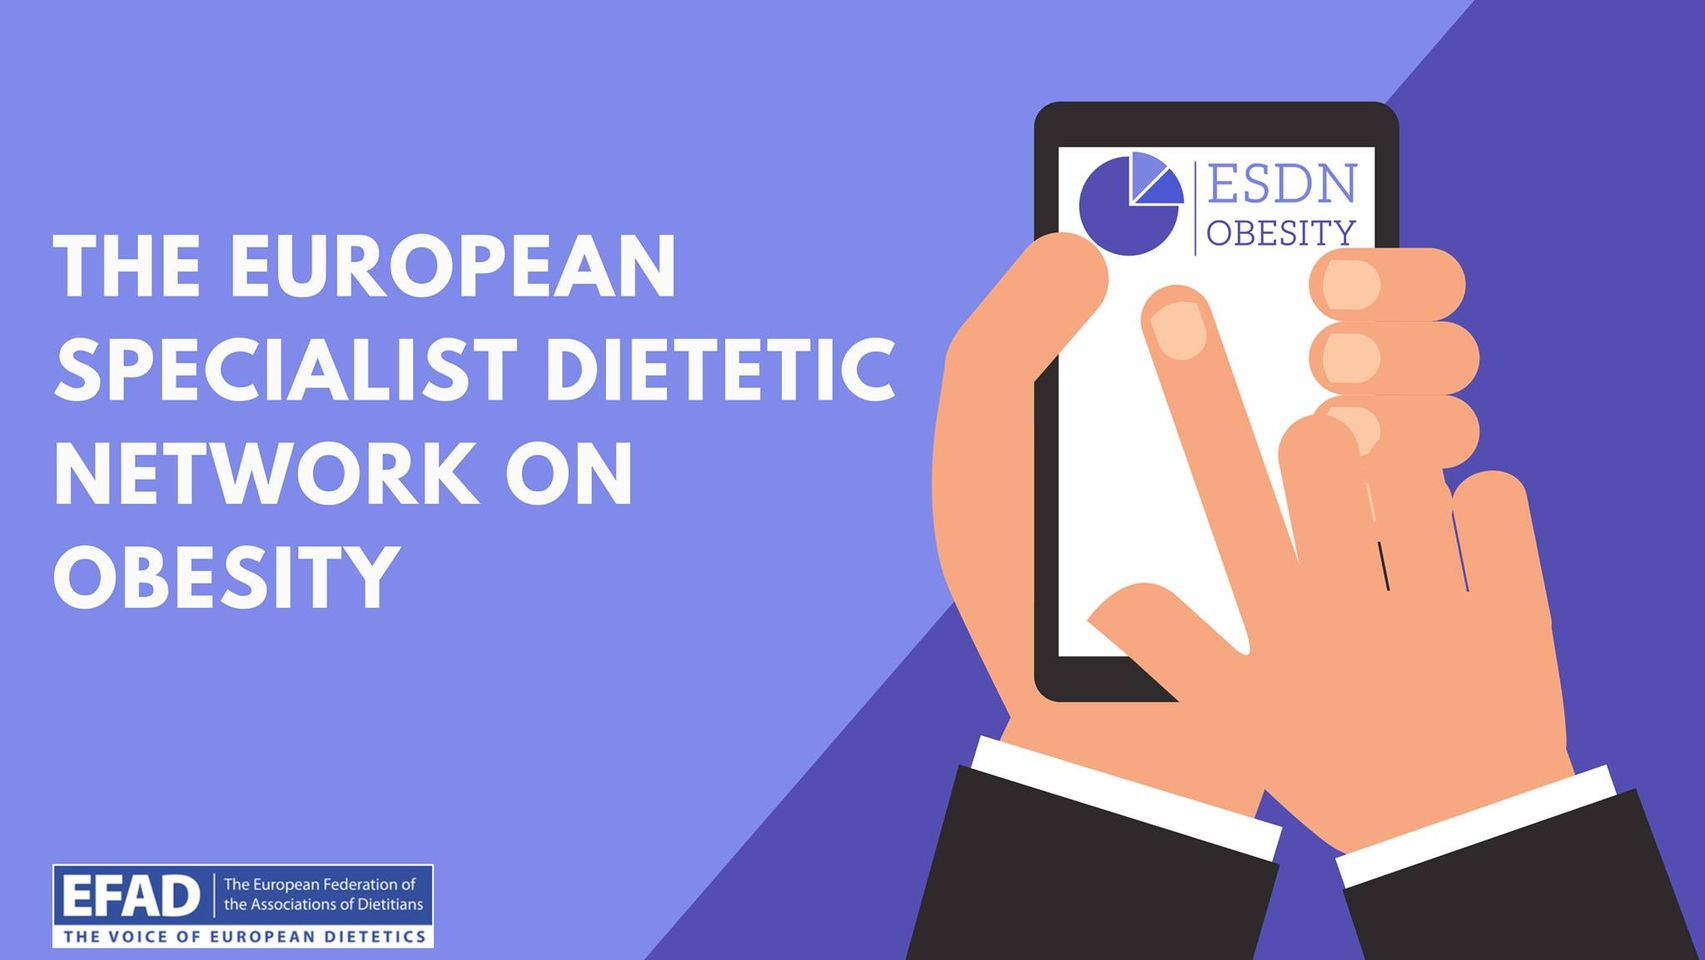 THE EUROPEAN
SPECIALIST DIETETIC
NETWORK ON
OBESITY
ESDN
OBESITY
EFAD
The European Federation of
the Associations of Dietitians
THE VOICE OF EUROPEAN DIETETICS